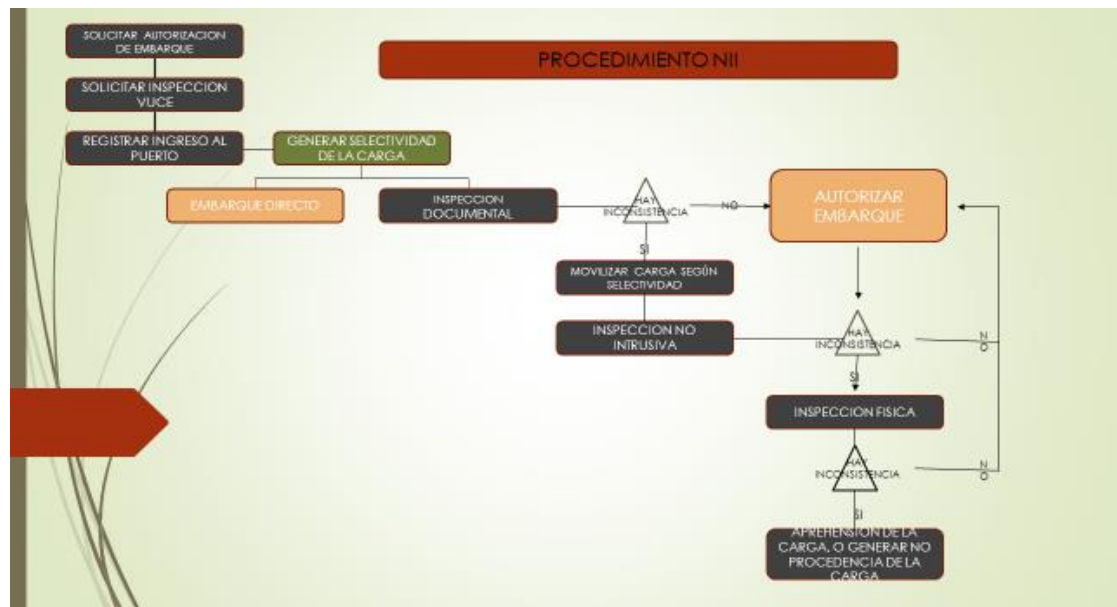 SOLICITAR AUTORIZACION
DE EMBARQUE
PROCEDIMIENTO NII
SOLICITAR INSPECCION
VUCE
REGISTRAR INGRESO AL
PUERTO
GENERAR SELECTIVIDAD
DE LA CARGA
EMBARQUE DIRECTO
INSPECCION
DOCUMENTAL
HAY
INCONSISTENCIA
NO
AUTORIZAR
EMBARQUE
SI
MOVILIZAR CARGA SEGÚN
SELECTIVIDAD
INSPECCION NO
INTRUSIVA
HAY
INCONSISTENCIA
N
O
SI
INSPECCION FISICA
HAY
INCONSISTENCIA
N
O
SI
APREHENSION DE LA
CARGA, O GENERAR NO
PROCEDENCIA DE LA
CARGA